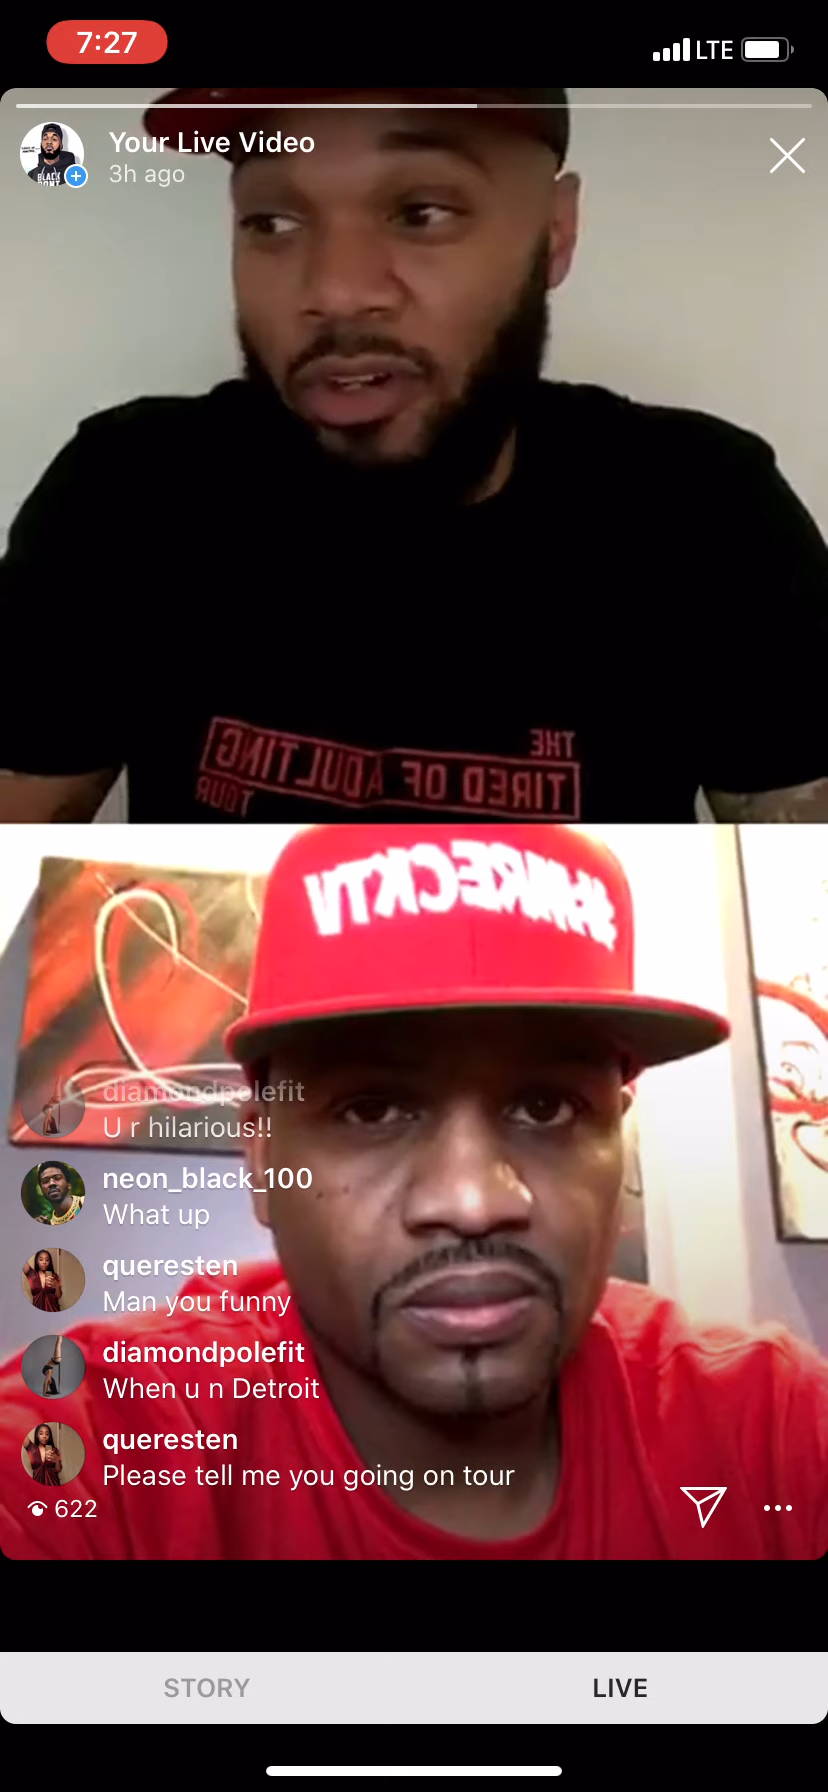 7:27
LTE
Your Live Video
3h ago
THE
TIRED OF ADULTING
TOUR
#INRECKTV
diamondpolefit
U r hilarious!!
neon_black_100
What up
queresten
Man you funny
diamondpolefit
When u n Detroit
queresten
Please tell me you going on tour
622
STORY
LIVE